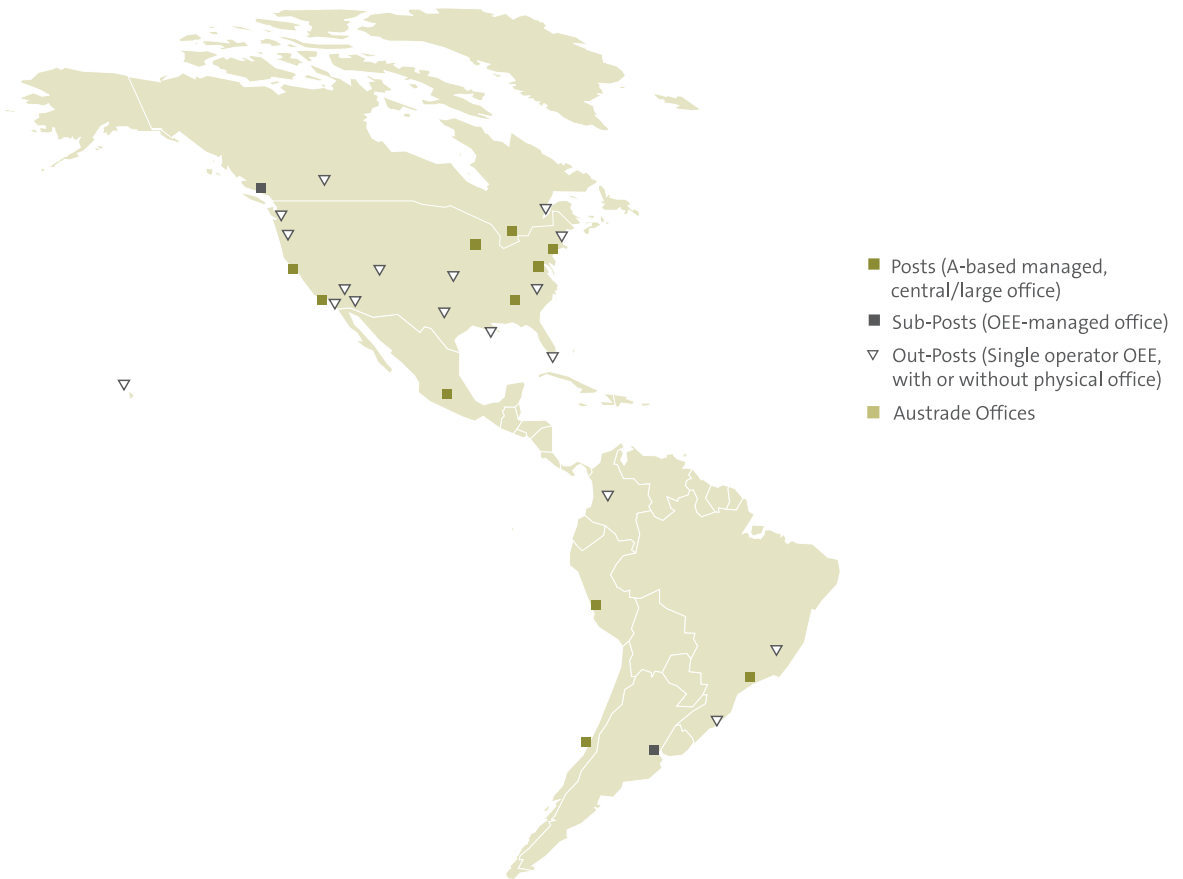 Posts (A-based managed,
central/large office)
Sub-Posts (OEE-managed office)
Out-Posts (Single operator OEE,
with or without physical office)
Austrade Offices